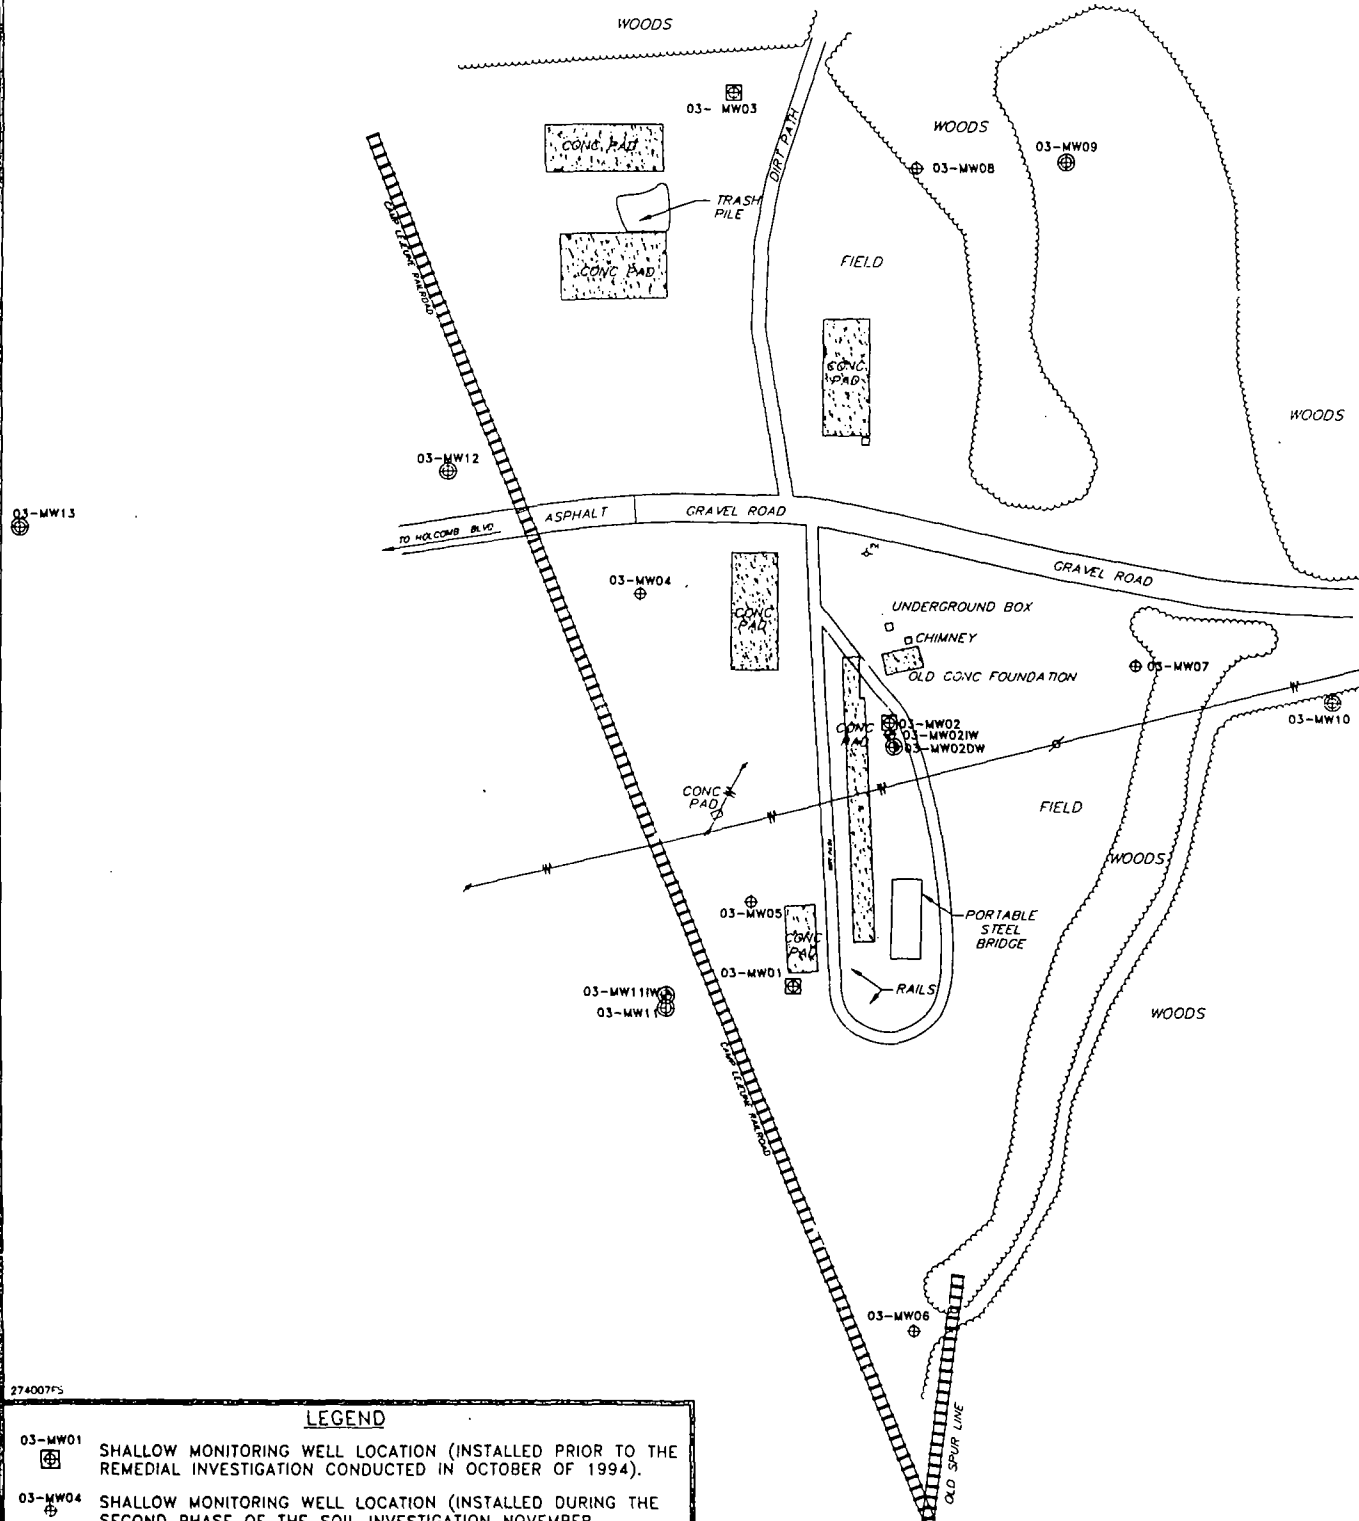 WOODS
03- MW03
CONC PAD
DIRT PATH
WOODS
03-MW09
03-MW08
TRASH
PILE
CAMP LEJEUNE RAILROAD
CONC PAD
FIELD
CONC
PAD
WOODS
03-MW12
03-MW13
ASPHALT
GRAVEL ROAD
TO HOLCOMB BLVD
FH
GRAVEL ROAD
03-MW04
CONC
PAD
UNDERGROUND BOX
CHIMNEY
OLD CONC FOUNDATION
03-MW07
03-MW10
03-MW02
03-MW02IW
03-MW02DW
CONC
PAD
CONC
PAD
FIELD
WOODS
03-MW05
CONC
PAD
PORTABLE
STEEL
BRIDGE
03-MW01
RAILS
03-MW11IW
03-MW11
WOODS
CAMP LEJEUNE RAILROAD
03-MW06
OLD SPUR LINE
274007FS
LEGEND
03-MW01
SHALLOW MONITORING WELL LOCATION (INSTALLED PRIOR TO THE
REMEDIAL INVESTIGATION CONDUCTED IN OCTOBER OF 1994).
03-MW04
SHALLOW MONITORING WELL LOCATION (INSTALLED DURING THE
SECOND PHASE OF THE SOIL INVESTIGATION NOVEMBER